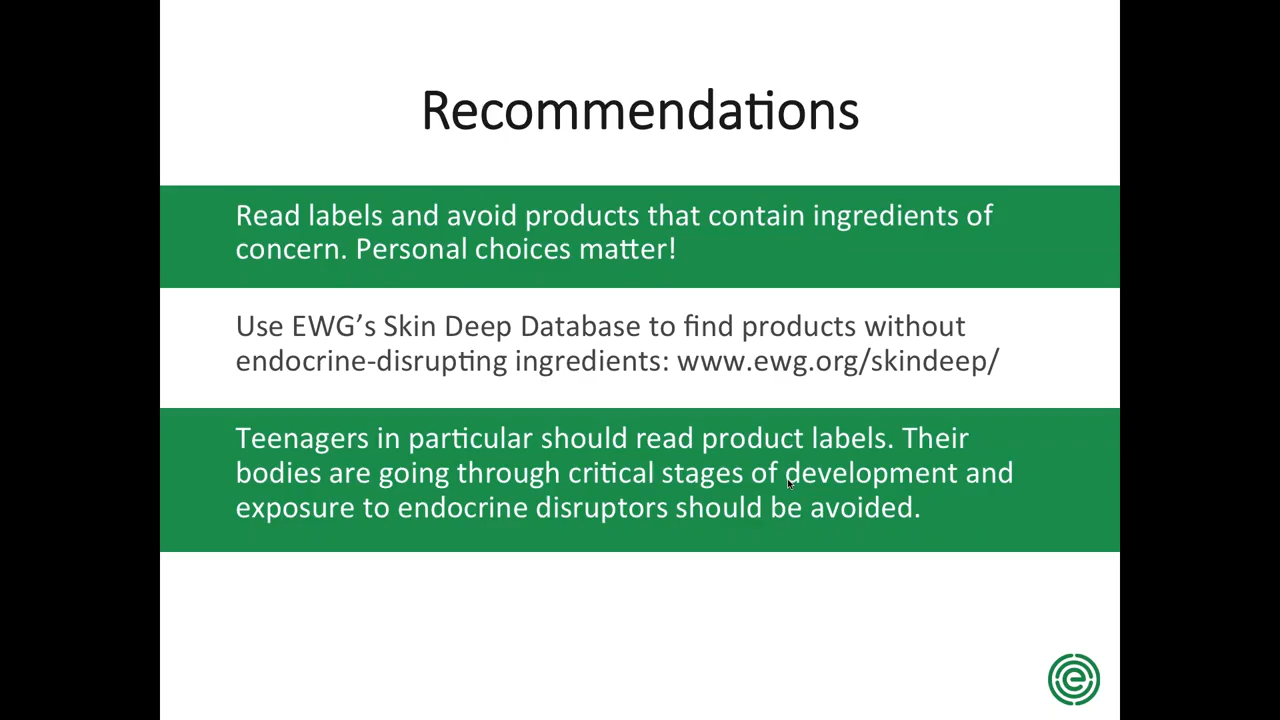 Recommendations
Read labels and avoid products that contain ingredients of
concern. Personal choices matter!
Use EWG’s Skin Deep Database to find products without
endocrine-disrupting ingredients: www.ewg.org/skindeep/
Teenagers in particular should read product labels. Their
bodies are going through critical stages of development and
exposure to endocrine disruptors should be avoided.
e